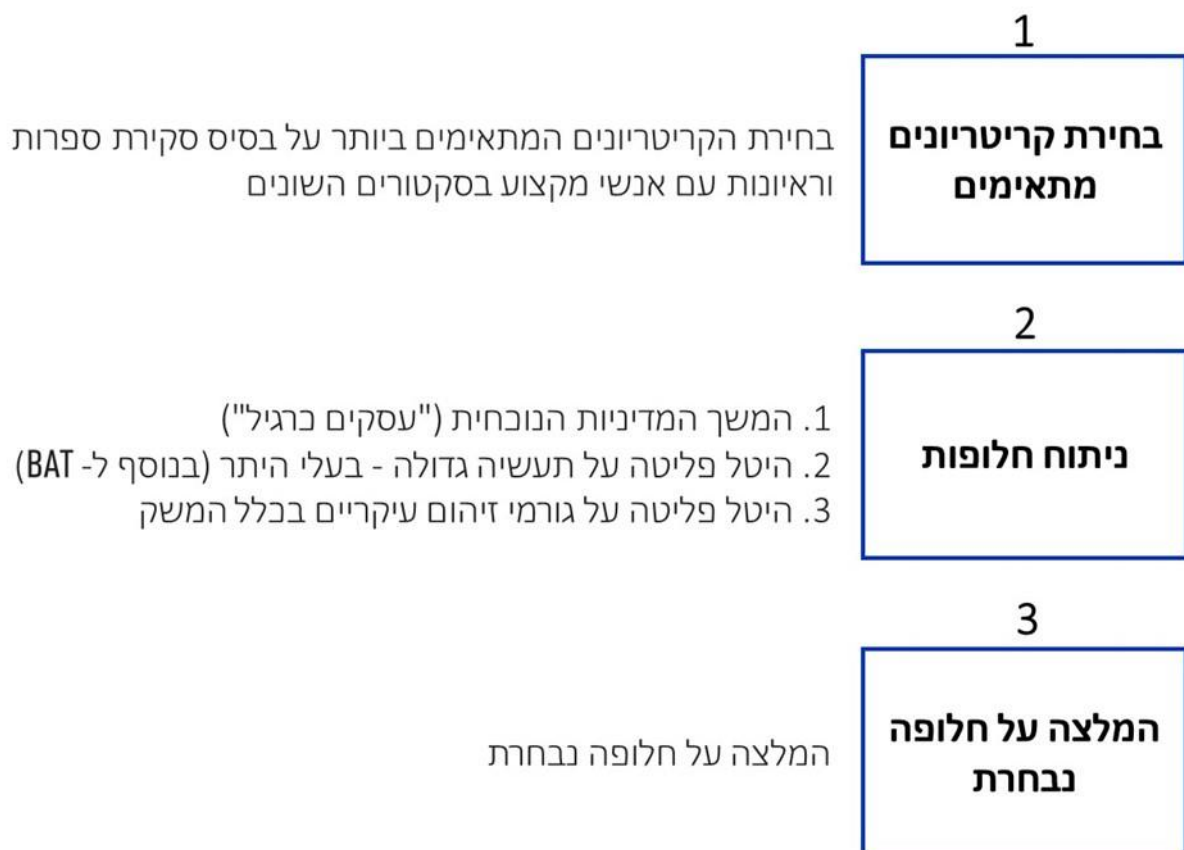 1
בחירת קריטריונים
מתאימים
בחירת הקריטריונים המתאימים ביותר על בסיס סקירת ספרות
וראיונות עם אנשי מקצוע בסקטורים השונים
2
ניתוח חלופות
1. המשך המדיניות הנוכחית ("עסקים כרגיל")
2. היטל פליטה על תעשיה גדולה - בעלי היתר (בנוסף ל- BAT)
3. היטל פליטה על גורמי זיהום עיקריים בכלל המשק
3
המלצה על חלופה
נבחרת
המלצה על חלופה נבחרת